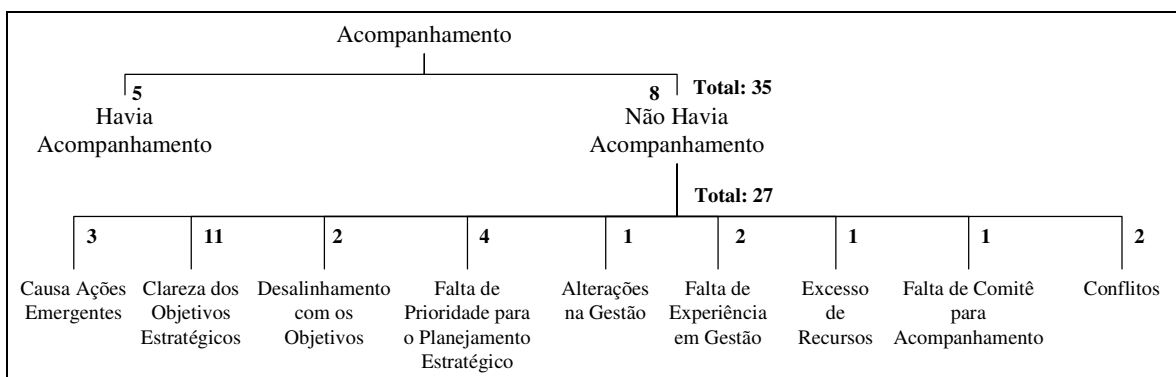 Acompanhamento
5
8
Total: 35
Havia
Acompanhamento
Não Havia
Acompanhamento
Total: 27
3
11
2
4
1
2
1
1
2
Causa Ações
Emergentes
Clareza dos
Objetivos
Estratégicos
Desalinhamento
com os
Objetivos
Falta de
Prioridade para
o Planejamento
Estratégico
Alterações
na Gestão
Falta de
Experiência
em Gestão
Excesso
de
Recursos
Falta de Comitê
para
Acompanhamento
Conflitos